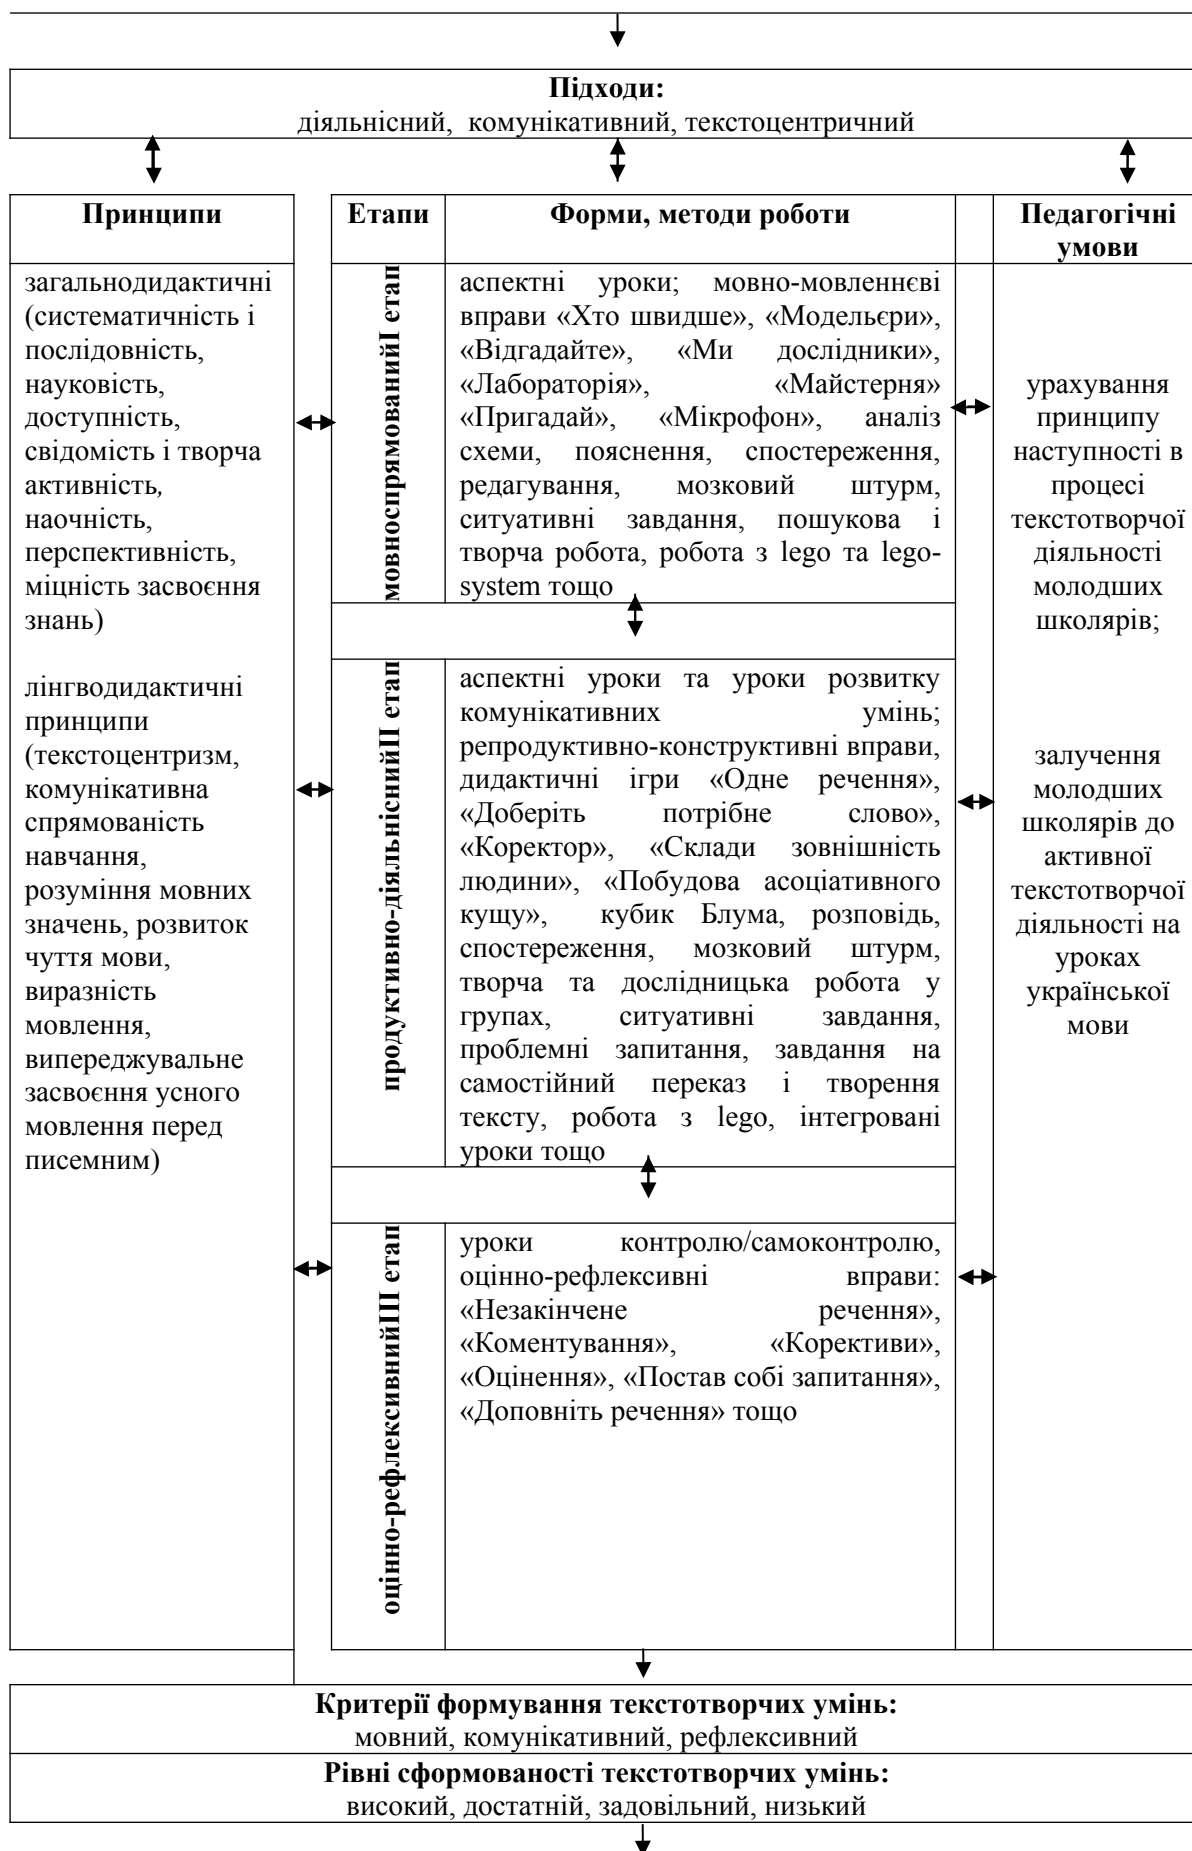 Підходи:
діяльнісний, комунікативний, текстоцентричний
Принципи
загальнодидактичні
(систематичність і
послідовність,
науковість,
доступність,
свідомість і творча
активність,
наочність,
перспективність,
міцність засвоєння
знань)
лінгводидактичні
принципи
(текстоцентризм,
комунікативна
спрямованість
навчання,
розуміння мовних
значень, розвиток
чуття мови,
виразність
мовлення,
випереджувальне
засвоєння усного
мовлення перед
писемним)
Етапи
Форми, методи роботи
мовноспрямованийІ етап
аспектні уроки; мовно-мовленнєві
вправи «Хто швидше», «Модельєри»,
«Відгадайте», «Ми дослідники»,
«Лабораторія», «Майстерня»
«Пригадай», «Мікрофон», аналіз
схеми, пояснення, спостереження,
редагування, мозковий штурм,
ситуативні завдання, пошукова і
творча робота, робота з lego та lego-
system тощо
продуктивно-діяльніснийІІ етап
аспектні уроки та уроки розвитку
комунікативних умінь;
репродуктивно-конструктивні вправи,
дидактичні ігри «Одне речення»,
«Доберіть потрібне слово»,
«Коректор», «Склади зовнішність
людини», «Побудова асоціативного
кущу», кубик Блума, розповідь,
спостереження, мозковий штурм,
творча та дослідницька робота у
групах, ситуативні завдання,
проблемні запитання, завдання на
самостійний переказ і творення
тексту, робота з lego, інтегровані
уроки тощо
оцінно-рефлексивнийІІІ етап
уроки контролю/самоконтролю,
оцінно-рефлексивні вправи:
«Незакінчене речення»,
«Коментування», «Корективи»,
«Оцінення», «Постав собі запитання»,
«Доповніть речення» тощо
Педагогічні
умови
урахування
принципу
наступності в
процесі
текстотворчої
діяльності
молодших
школярів;
залучення
молодших
школярів до
активної
текстотворчої
діяльності на
уроках
української
мови
Критерії формування текстотворчих умінь:
мовний, комунікативний, рефлексивний
Рівні сформованості текстотворчих умінь:
високий, достатній, задовільний, низький